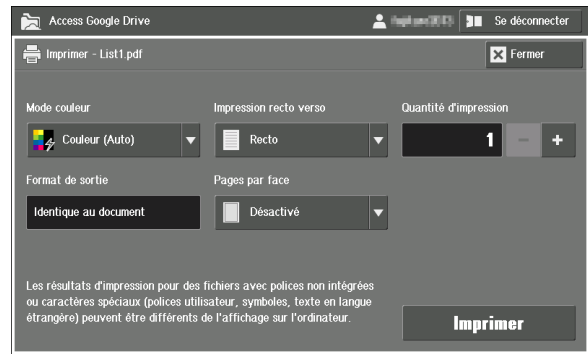 Access Google Drive
Se déconnecter
Imprimer - List1.pdf
Fermer
Mode couleur
Impression recto verso
Quantité d'impression
Couleur (Auto)
Recto
1
−
+
Format de sortie
Pages par face
Identique au document
Désactivé
Les résultats d'impression pour des fichiers avec polices non intégrées
ou caractères spéciaux (polices utilisateur, symboles, texte en langue
étrangère) peuvent être différents de l'affichage sur l'ordinateur.
Imprimer